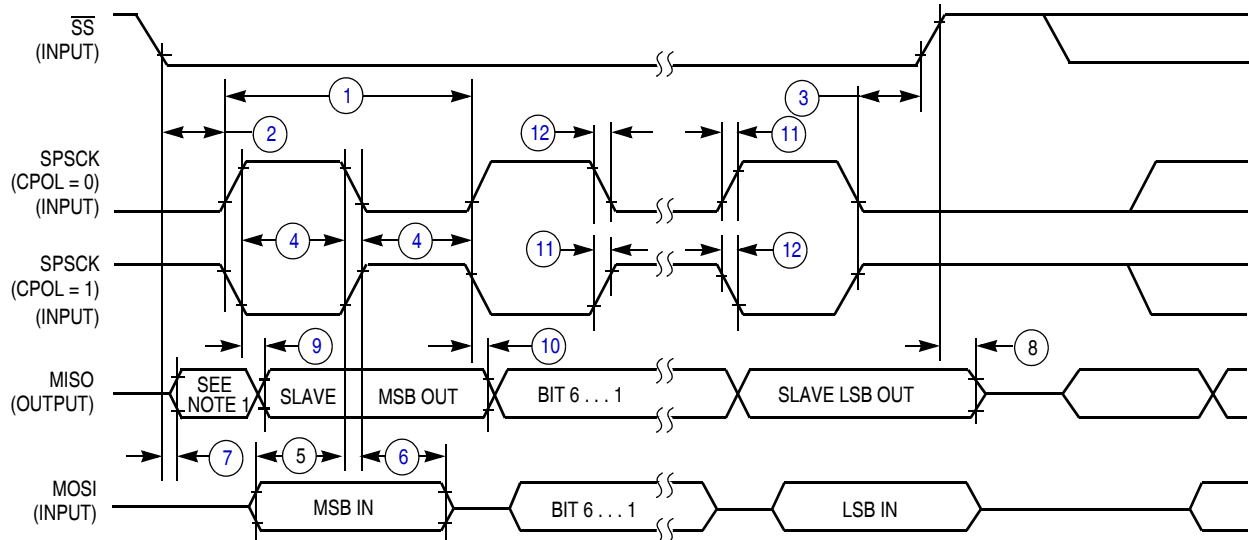 SS
(INPUT)
1
3
2
12
11
SPSCK
(CPOL = 0)
(INPUT)
4
4
11
12
SPSCK
(CPOL = 1)
(INPUT)
9
10
8
MISO
(OUTPUT)
SEE
NOTE 1
SLAVE
MSB OUT
BIT 6 . . . 1
SLAVE LSB OUT
7
5
6
MOSI
(INPUT)
MSB IN
BIT 6 . . . 1
LSB IN